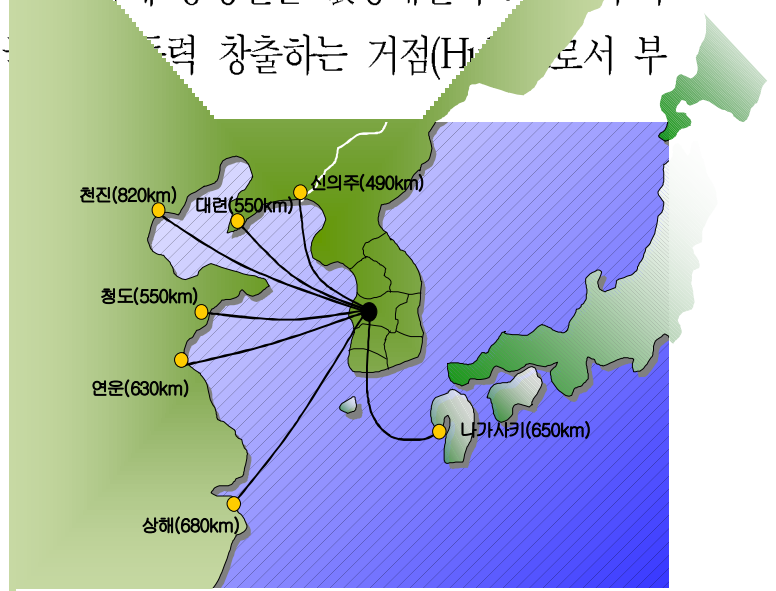 력 창출하는 거점(Hu
로서 부
신의주(490km)
천진(820km)
대련(550km)
청도(550km)
연운(630km)
나가사키(650km)
상해(680km)